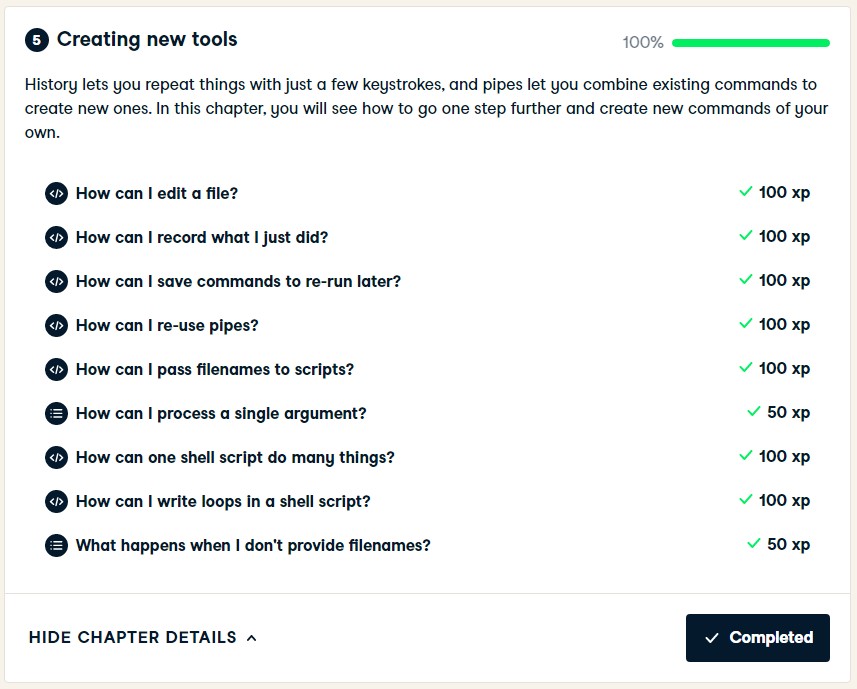 5 Creating new tools
100%
History lets you repeat things with just a few keystrokes, and pipes let you combine existing commands to
create new ones. In this chapter, you will see how to go one step further and create new commands of your
own.
How can I edit a file? 100 xp
How can I record what I just did? 100 xp
How can I save commands to re-run later? 100 xp
How can I re-use pipes? 100 xp
How can I pass filenames to scripts? 100 xp
How can I process a single argument? 50 xp
How can one shell script do many things? 100 xp
How can I write loops in a shell script? 100 xp
What happens when I don't provide filenames? 50 xp
HIDE CHAPTER DETAILS
Completed